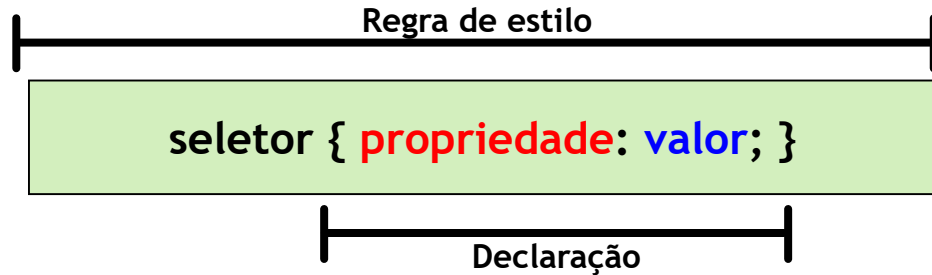 Regra de estilo
seletor { propriedade: valor; }
Declaração